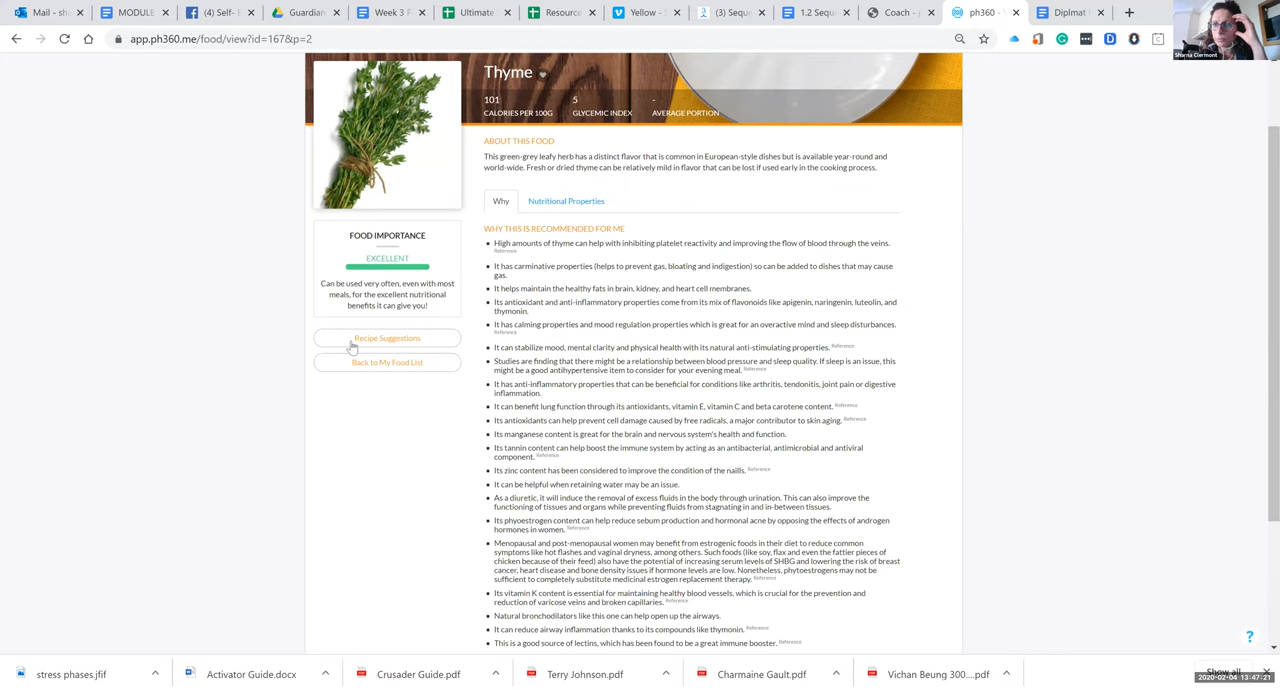 Mail - sha
MODULE
(4) (Self-
Guardian
Week 3 F
Ultimate
Resource
Yellow - S
(3) Seque
1.2 Sequ
Coach -
ph360 - V
Diplmat
app.ph360.me/food/view?id=167&p=2
Sharna Clermont
Thyme
101
CALORIES PER 100G
5
GLYCEMIC INDEX
-
AVERAGE PORTION
ABOUT THIS FOOD
This green-grey leafy herb has a distinct flavor that is common in European-style dishes but is available year-round and
world-wide. Fresh or dried thyme can be relatively mild in flavor that can be lost if used early in the cooking process.
Why
Nutritional Properties
FOOD IMPORTANCE
EXCELLENT
Can be used very often, even with most
meals, for the excellent nutritional
benefits it can give you!
Recipe Suggestions
Back to My Food List
WHY THIS IS RECOMMENDED FOR ME
High amounts of thyme can help with inhibiting platelet reactivity and improving the flow of blood through the veins.
Reference
It has carminative properties (helps to prevent gas, bloating and indigestion) so can be added to dishes that may cause
gas.
It helps maintain the healthy fats in brain, kidney, and heart cell membranes.
Its antioxidant and anti-inflammatory properties come from its mix of flavonoids like apigenin, naringenin, luteolin, and
thymonin.
It has calming properties and mood regulation properties which is great for an overactive mind and sleep disturbances.
Reference
It can stabilize mood, mental clarity and physical health with its natural anti-stimulating properties. Reference
Studies are finding that there might be a relationship between blood pressure and sleep quality. If sleep is an issue, this
might be a good antihypertensive item to consider for your evening meal. Reference
It has anti-inflammatory properties that can be beneficial for conditions like arthritis, tendonitis, joint pain or digestive
inflammation.
It can benefit lung function through its antioxidants, vitamin E, vitamin C and beta carotene content. Reference
Its antioxidants can help prevent cell damage caused by free radicals, a major contributor to skin aging. Reference
Its manganese content is great for the brain and nervous system's health and function.
Its tannin content can help boost the immune system by acting as an antibacterial, antimicrobial and antiviral
component. Reference
Its zinc content has been considered to improve the condition of the naills. Reference
It can be helpful when retaining water may be an issue.
As a diuretic, it will induce the removal of excess fluids in the body through urination. This can also improve the
functioning of tissues and organs while preventing fluids from stagnating in and in-between tissues.
Its phyoestrogen content can help reduce sebum production and hormonal acne by opposing the effects of androgen
hormones in women. Reference
Menopausal and post-menopausal women may benefit from estrogenic foods in their diet to reduce common
symptoms like hot flashes and vaginal dryness, among others. Such foods (like soy, flax and even the fattier pieces of
chicken because of their feed) also have the potential of increasing serum levels of SHBG and lowering the risk of breast
cancer, heart disease and bone density issues if hormone levels are low. Nonetheless, phytoestrogens may not be
sufficient to completely substitute medicinal estrogen replacement therapy. Reference
Its vitamin K content is essential for maintaining healthy blood vessels, which is crucial for the prevention and
reduction of varicose veins and broken capillaries. Reference
Natural bronchodilators like this one can help open up the airways.
It can reduce airway inflammation thanks to its compounds like thymonin. Reference
This is a good source of lectins, which has been found to be a great immune booster. Reference
?
stress phases.jfif
Activator Guide.docx
Crusader Guide.pdf
Terry Johnson.pdf
Charmaine Gault.pdf
Vichan Beung 300....pdf
Show all
2020-02-04 13:47:21